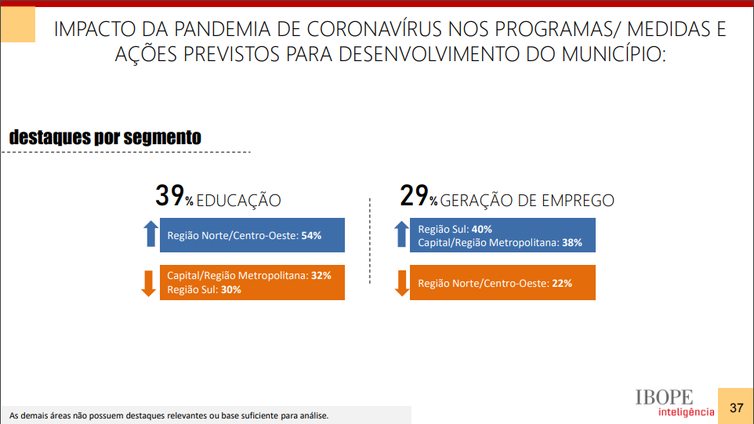 IMPACTO DA PANDEMIA DE CORONAVÍRUS NOS PROGRAMAS/ MEDIDAS E
AÇÕES PREVISTOS PARA DESENVOLVIMENTO DO MUNICÍPIO:
destaques por segmento
39% EDUCAÇÃO
Região Norte/Centro-Oeste: 54%
Capital/Região Metropolitana: 32%
Região Sul: 30%
29% GERAÇÃO DE EMPREGO
Região Sul: 40%
Capital/Região Metropolitana: 38%
Região Norte/Centro-Oeste: 22%
As demais áreas não possuem destaques relevantes ou base suficiente para análise.
IBOPE
inteligência
37